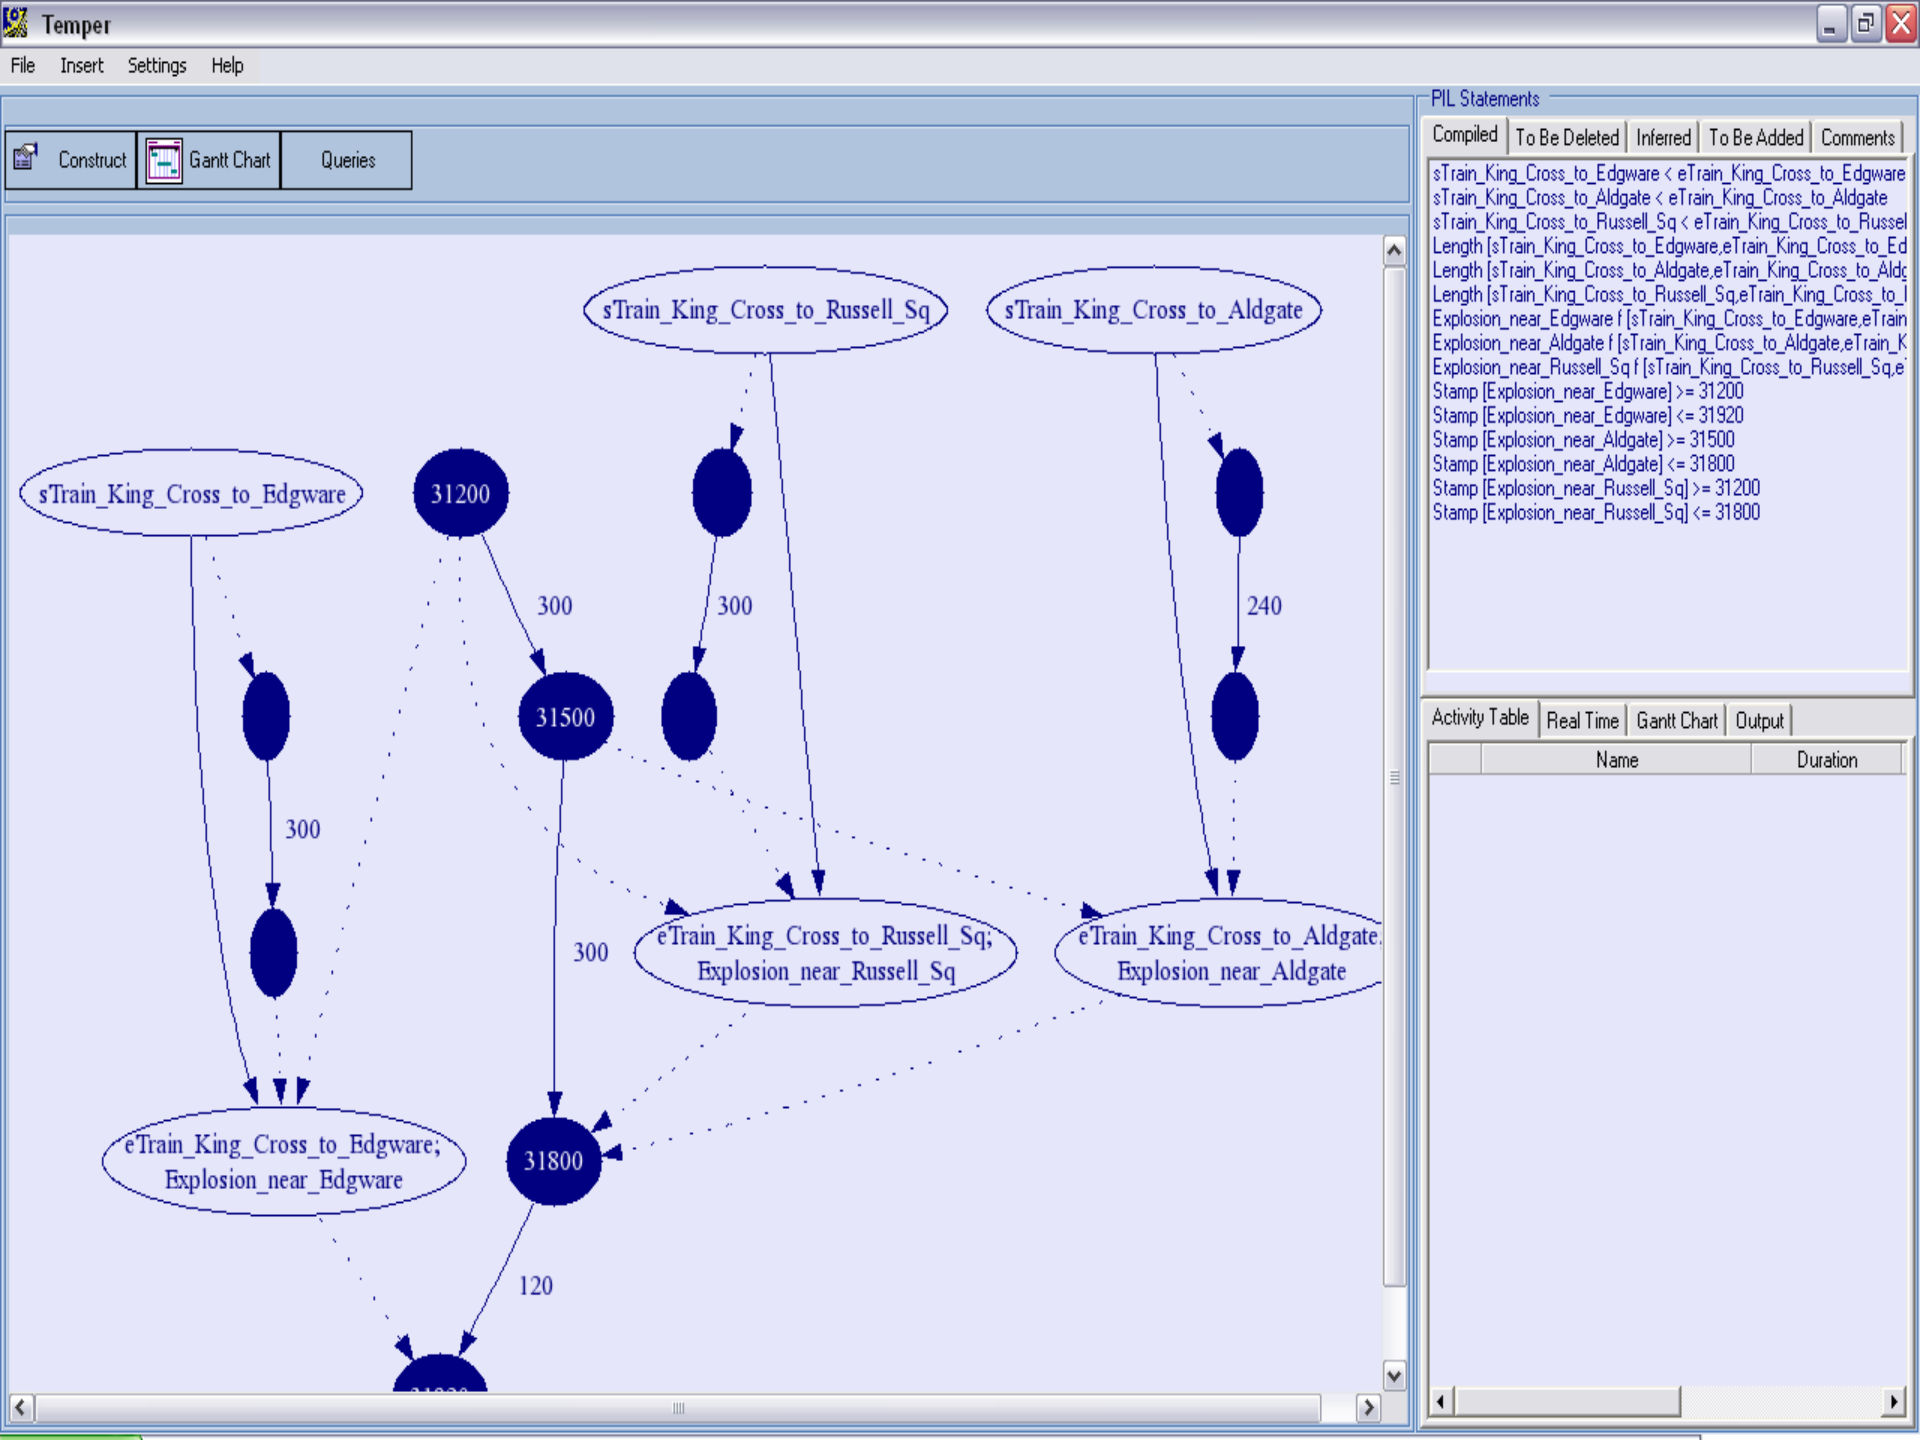 Temper
File Insert Settings Help
Construct Gantt Chart Queries
sTrain_King_Cross_to_Russell_Sq sTrain_King_Cross_to_Aldgate
sTrain_King_Cross_to_Edgware 31200
300 300 240
31500
300
eTrain_King_Cross_to_Russell_Sq;
Explosion_near_Russell_Sq
eTrain_King_Cross_to_Aldgate
Explosion_near_Aldgate
300
eTrain_King_Cross_to_Edgware;
Explosion_near_Edgware
31800
120
PIL Statements
Compiled To Be Deleted Inferred To Be Added Comments
sTrain_King_Cross_to_Edgware < eTrain_King_Cross_to_Edgware
sTrain_King_Cross_to_Aldgate < eTrain_King_Cross_to_Aldgate
sTrain_King_Cross_to_Russell_Sq < eTrain_King_Cross_to_Russel
Length [sTrain_King_Cross_to_Edgware,eTrain_King_Cross_to_Ed
Length [sTrain_King_Cross_to_Aldgate,eTrain_King_Cross_to_Aldg
Length [sTrain_King_Cross_to_Russell_Sq,eTrain_King_Cross_to_
Explosion_near_Edgware f [sTrain_King_Cross_to_Edgware,eTrain
Explosion_near_Aldgate f [sTrain_King_Cross_to_Aldgate,eTrain_K
Explosion_near_Russell_Sq f [sTrain_King_Cross_to_Russell_Sq,e
Stamp [Explosion_near_Edgware] >= 31200
Stamp [Explosion_near_Edgware] <= 31920
Stamp [Explosion_near_Aldgate] >= 31500
Stamp [Explosion_near_Aldgate] <= 31800
Stamp [Explosion_near_Russell_Sq] >= 31200
Stamp [Explosion_near_Russell_Sq] <= 31800
Activity Table Real Time Gantt Chart Output
Name Duration